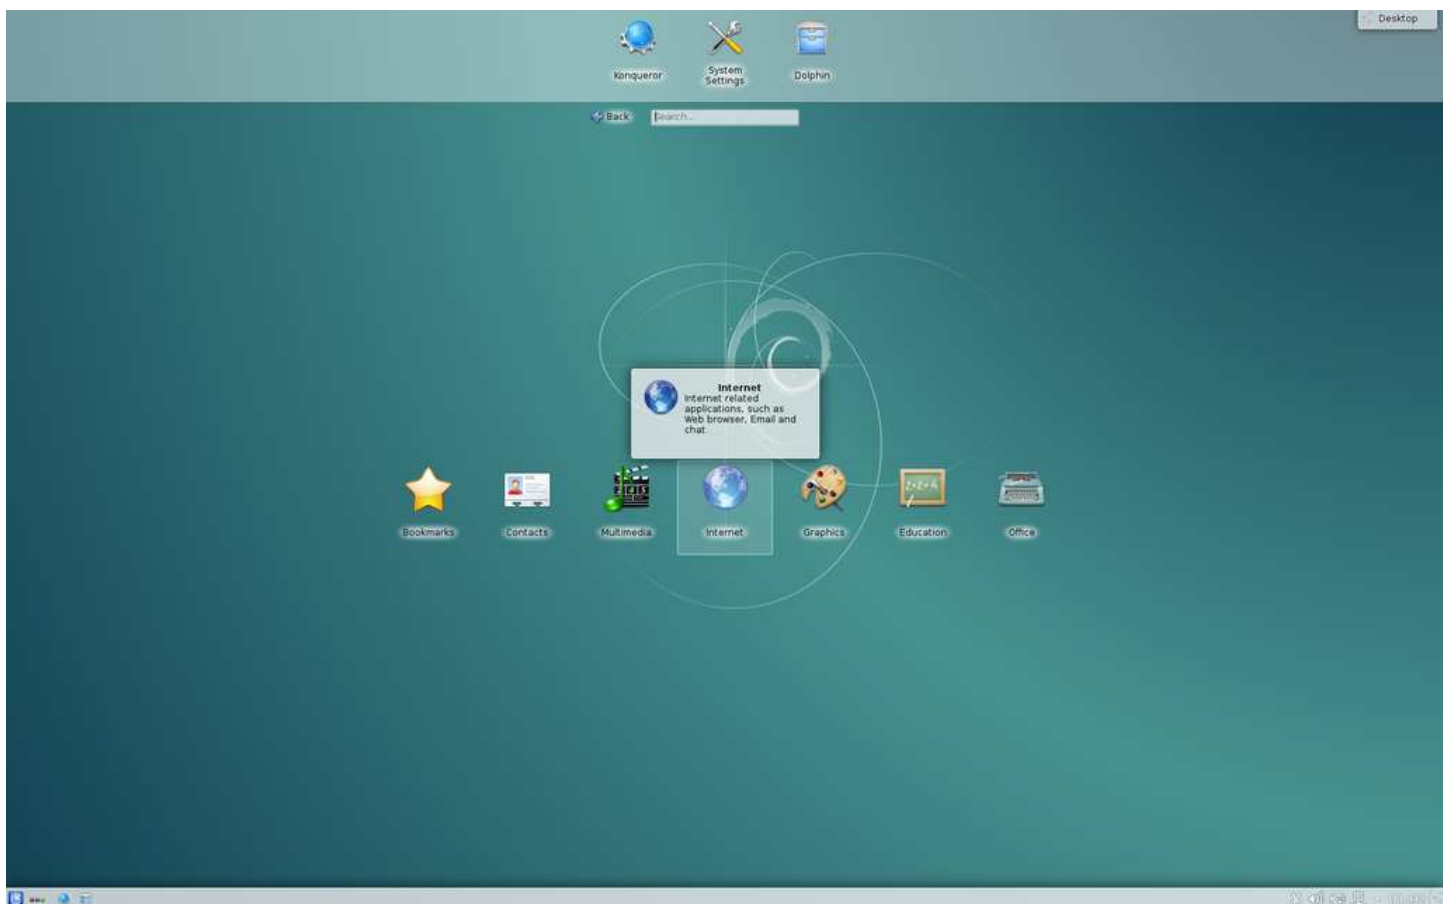 Desktop
Konqueror
System
Settings
Dolphin
Back
Search...
Internet
Internet related
applications, such as
Web browser, Email and
chat
Bookmarks
Contacts
Multimedia
Internet
Graphics
Education
Office